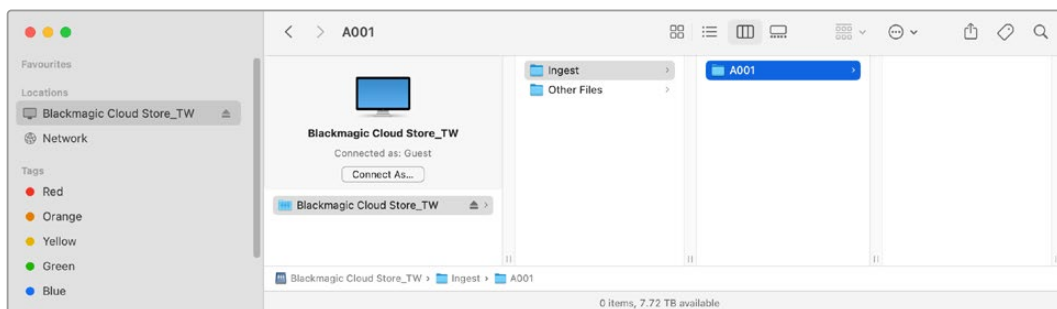 A001
Favourites
Locations
Blackmagic Cloud Store_TW
Network
Tags
Red
Orange
Yellow
Green
Blue
Blackmagic Cloud Store_TW
Connected as: Guest
Connect As...
Blackmagic Cloud Store_TW
Ingest
Other Files
A001
Blackmagic Cloud Store_TW › Ingest › A001
0 items, 7.72 TB available